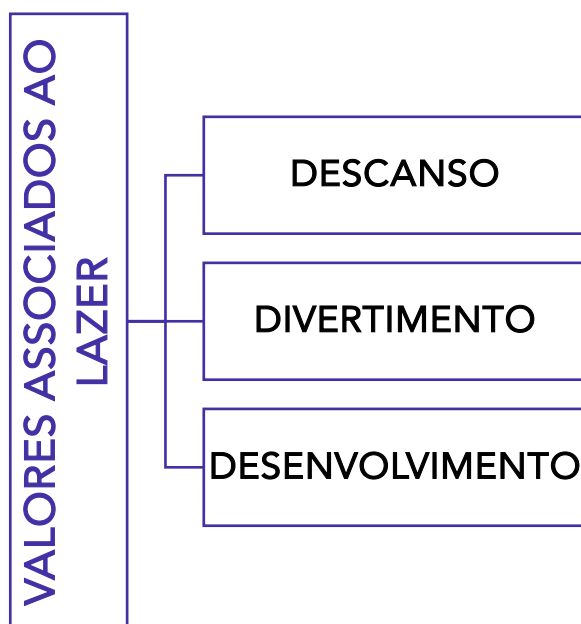 VALORES ASSOCIADOS AO
LAZER
DESCANSO
DIVERTIMENTO
DESENVOLVIMENTO